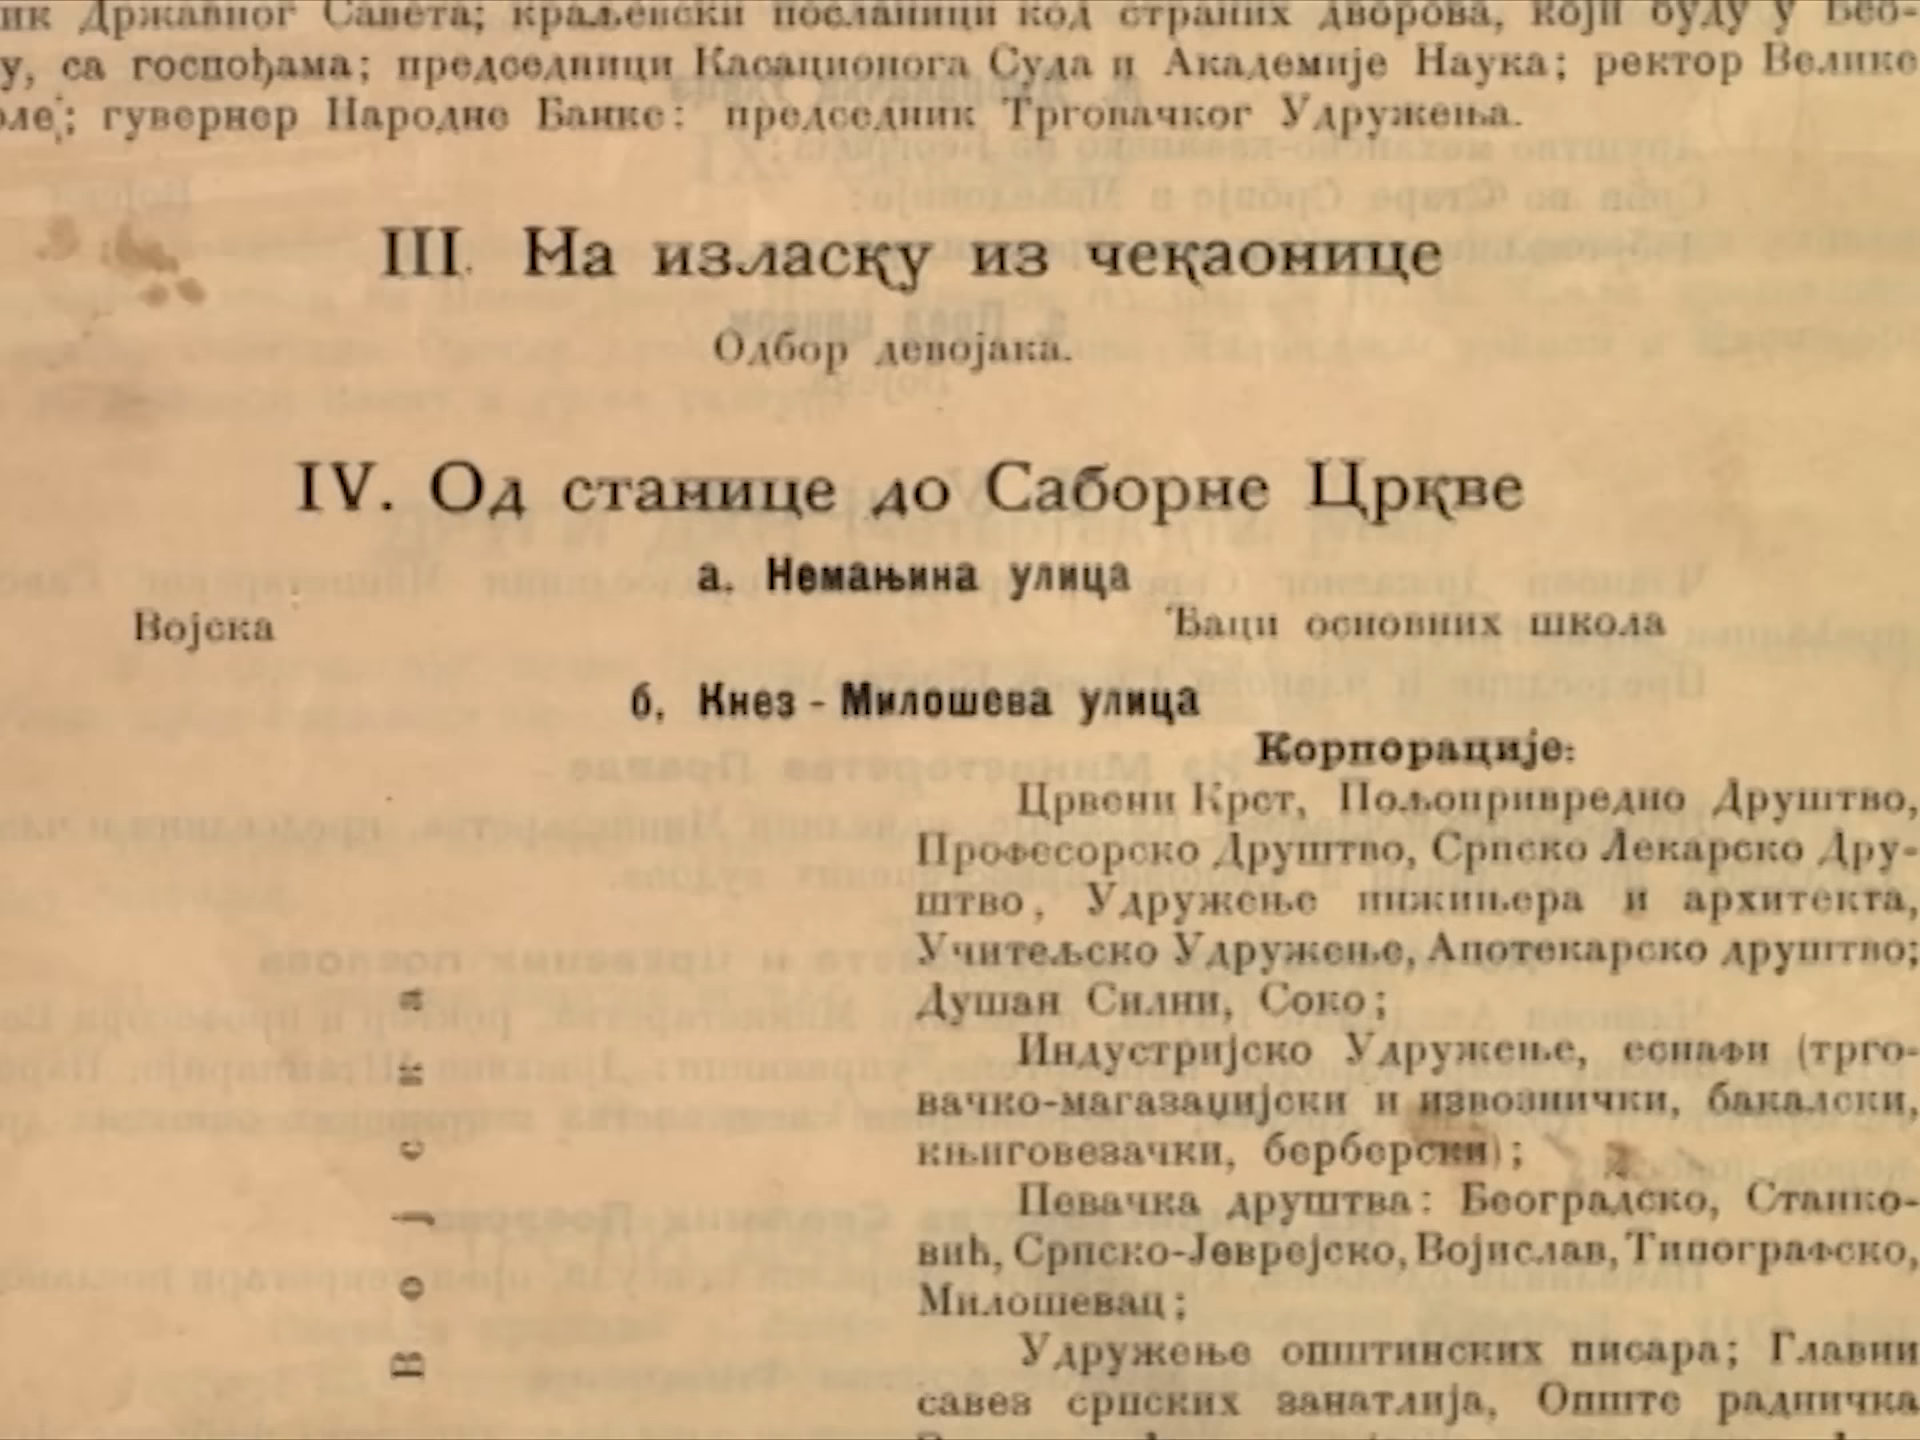 ик Државног Савета; краљевски посланици код страних дворова, који буду у Бео-
у, са госпођама; председници Касационога Суда и Академије Наука; ректор Велике
оле; гувернер Народне Банке: председник Трговачког Удружења.
III. На изласку из чекаонице
Одбор девојака.
IV. Од станице до Саборне Цркве
а. Немањина улица
Војска Ђаци основних школа
б. Кнез - Милошева улица
Корпорације:
Војска
Црвени Крст, Пољопривредно Друштво,
Професорско Друштво, Српско Лекарско Дру-
штво, Удружење инжињера и архитекта,
Учитељско Удружење, Апотекарско друштво;
Душан Силни, Соко;
Индустријско Удружење, еснафи (трго-
вачко-магазаџијски и извознички, бакалски,
књиговезачки, берберски);
Певачка друштва: Београдско, Станко-
вић, Српско-Јеврејско, Војислав, Типографско,
Милошевац;
Удружење општинских писара; Главни
савез српских занатлија, Опште радничка